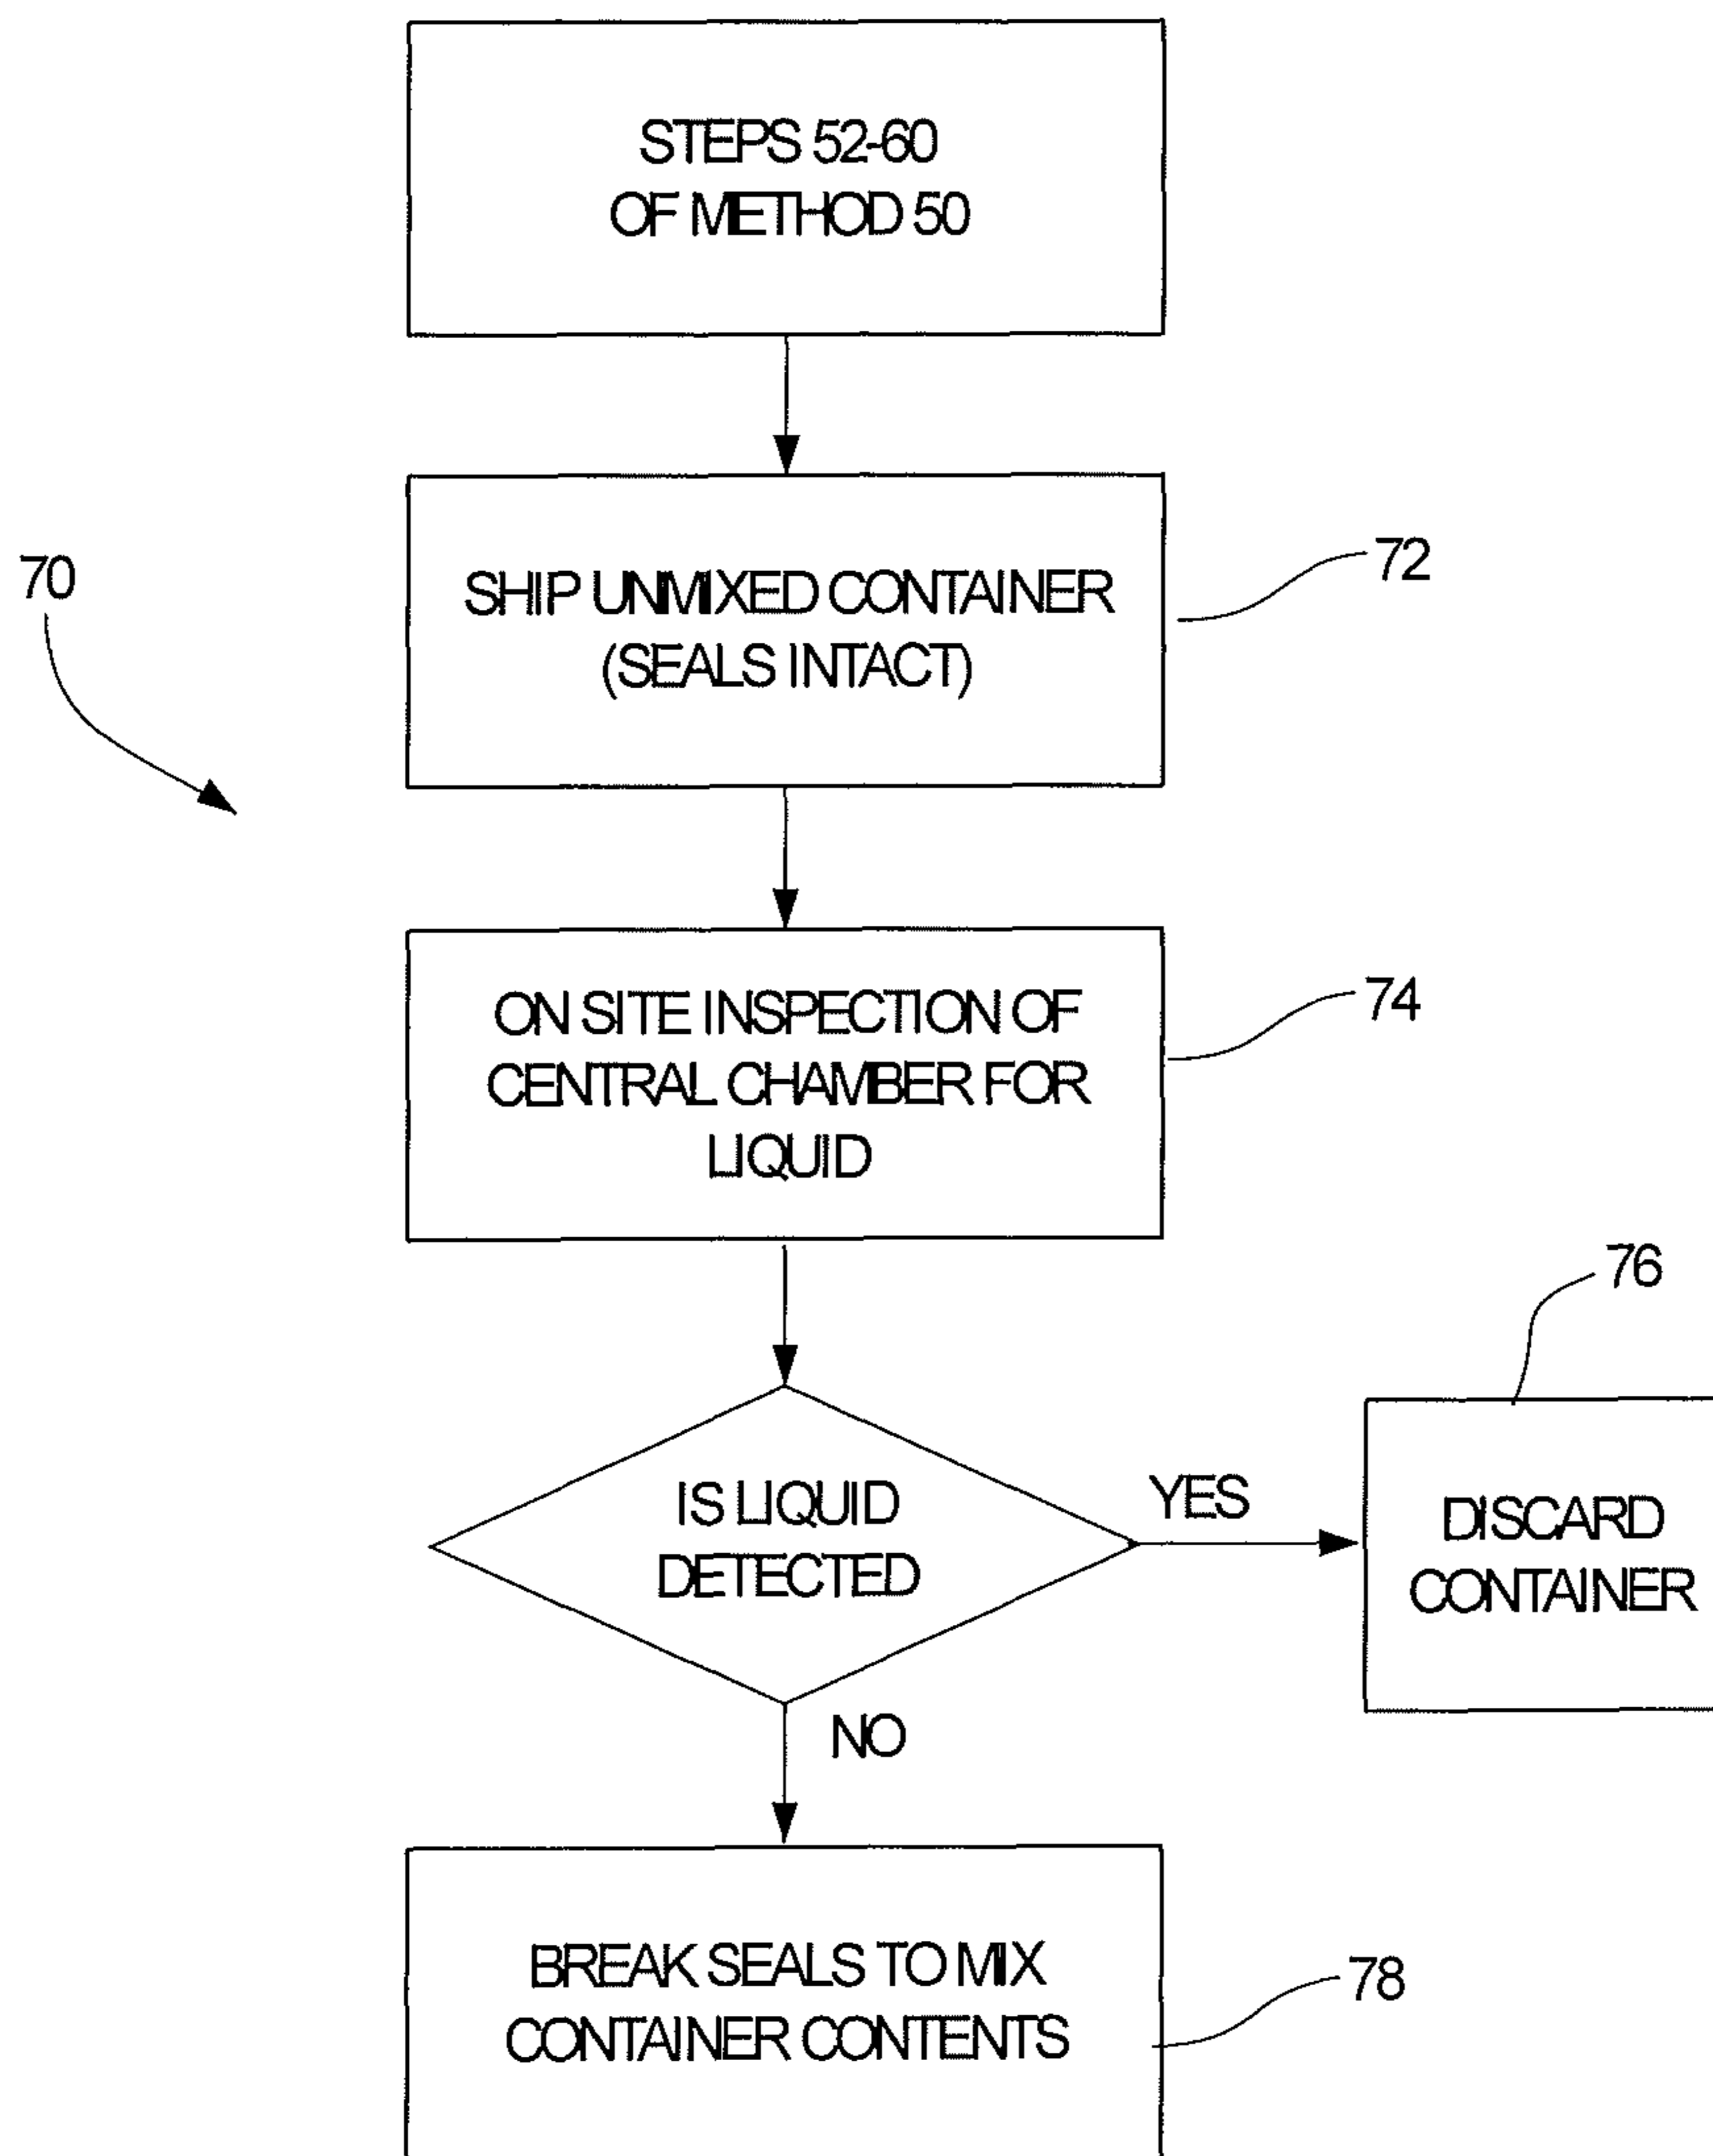 STEPS 52-60
OF METHOD 50
70
SHIP UNMIXED CONTAINER
(SEALS INTACT)
72
ON SITE INSPECTION OF
CENTRAL CHAMBER FOR
LIQUID
74
76
IS LIQUID
DETECTED
YES
DISCARD
CONTAINER
NO
BREAK SEALS TO MIX
CONTAINER CONTENTS
78